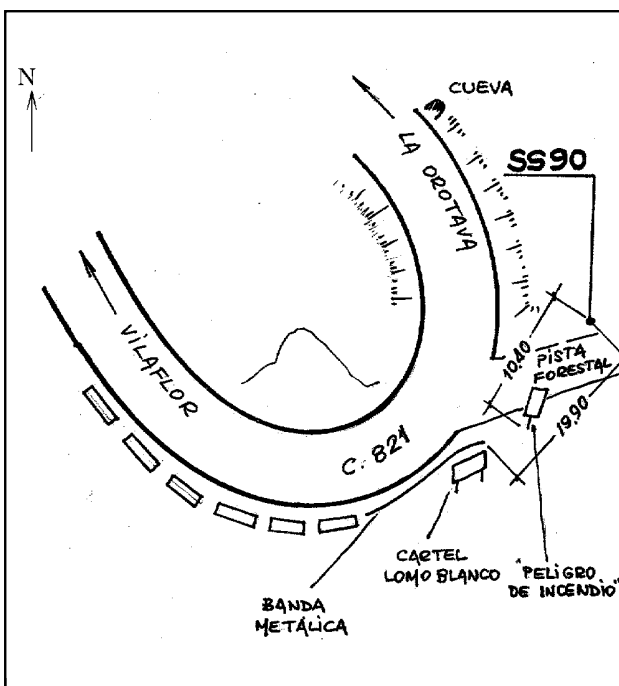 N
CUEVA
LA OROTAVA
SS90
VILAFLOR
10.40
PISTA
FORESTAL
19.90
C. 821
CARTEL
LOMO BLANCO
"PELIGRO
DE INCENDIO"
BANDA
METÁLICA